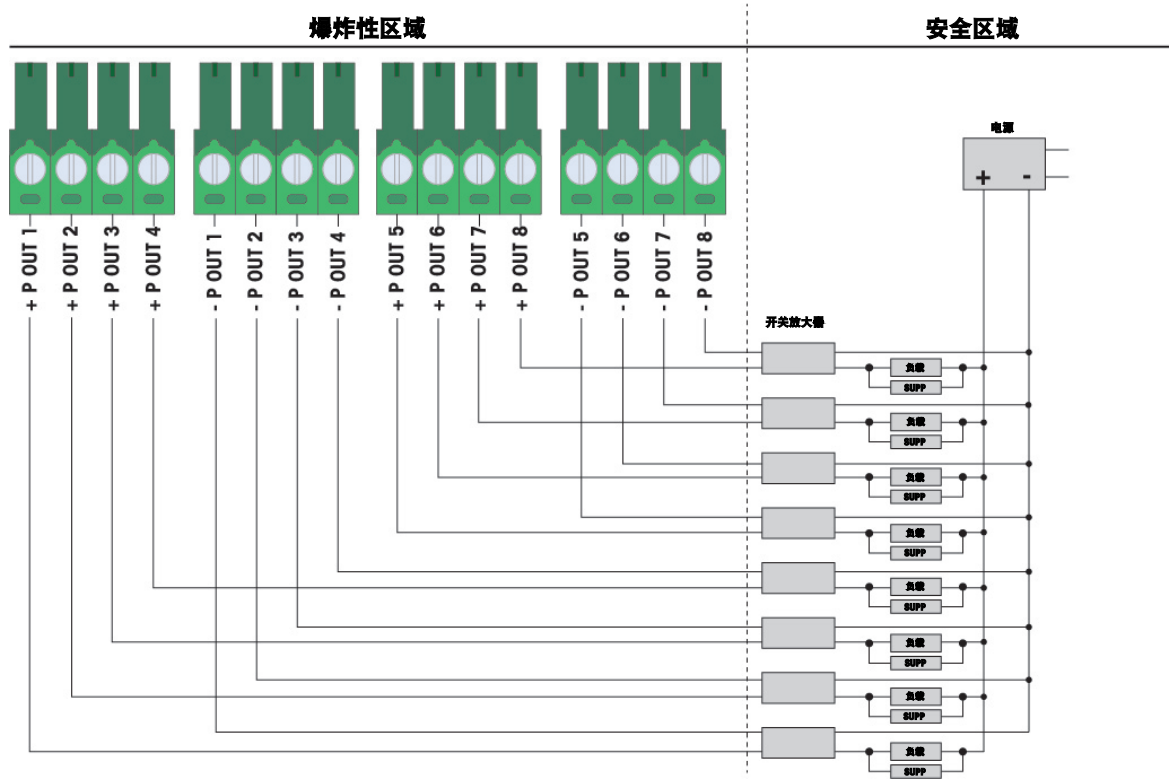 爆炸性区域
安全区域
电源
+ -
+ P OUT 1
+ P OUT 2
+ P OUT 3
+ P OUT 4
- P OUT 1
- P OUT 2
- P OUT 3
- P OUT 4
+ P OUT 5
+ P OUT 6
+ P OUT 7
+ P OUT 8
- P OUT 5
- P OUT 6
- P OUT 7
- P OUT 8
开关放大器
负载
SUPP
负载
SUPP
负载
SUPP
负载
SUPP
负载
SUPP
负载
SUPP
负载
SUPP
负载
SUPP